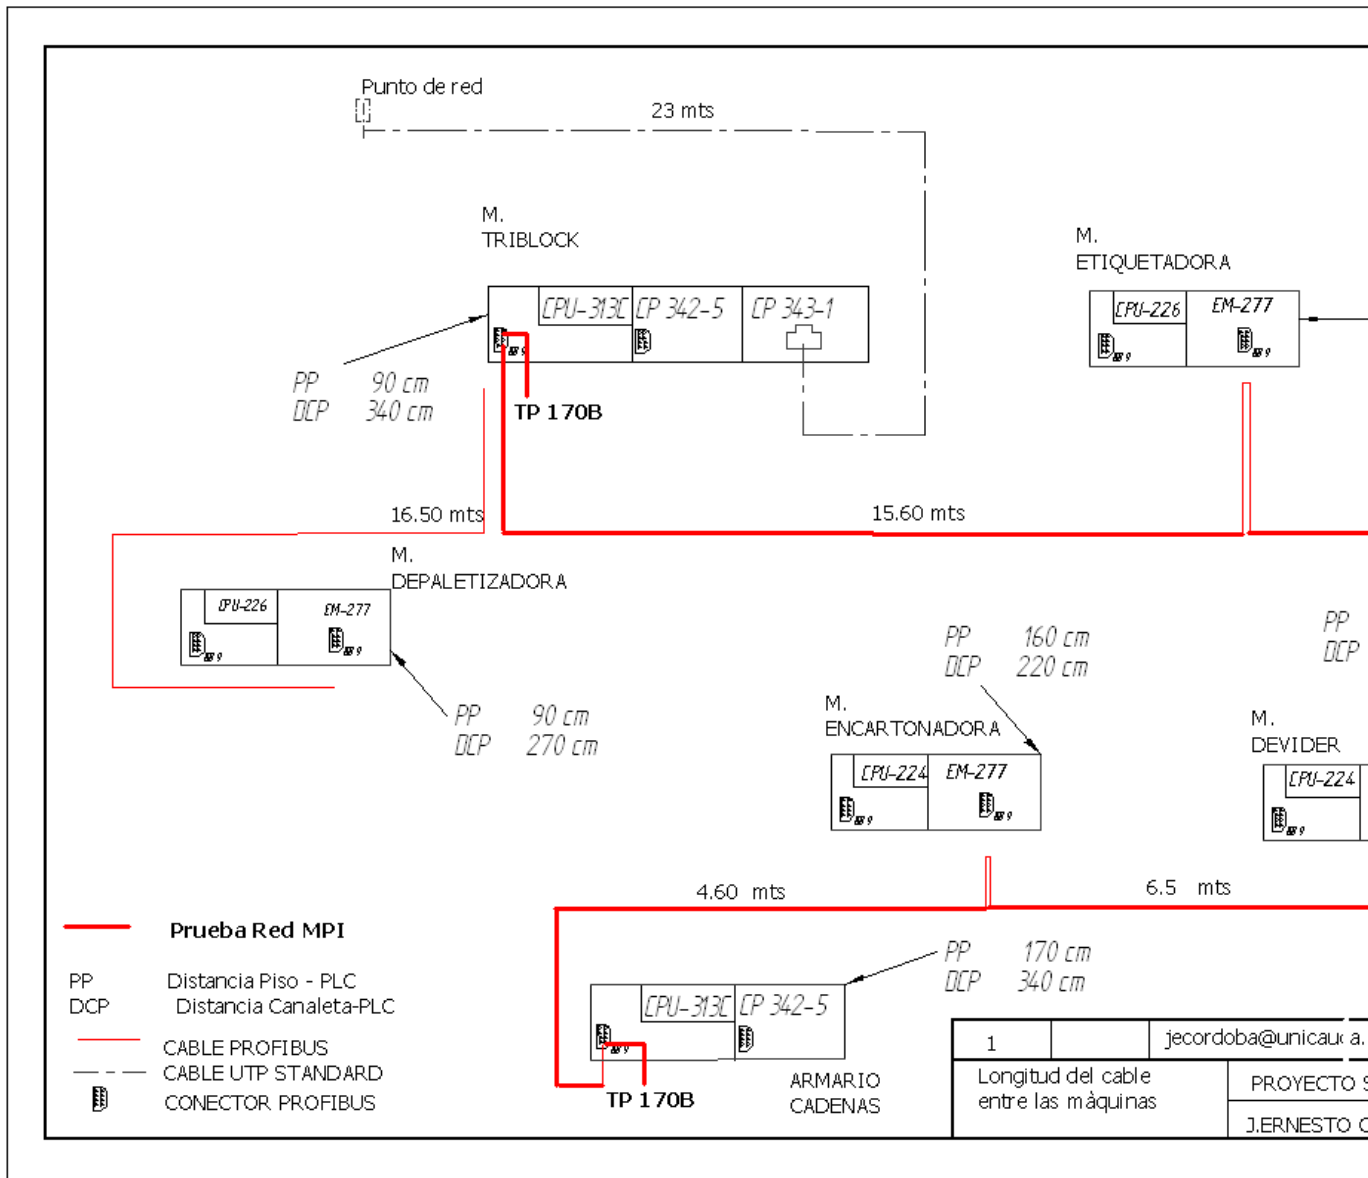 Punto de red
23 mts
M.
TRIBLOCK
CPU-313C CP 342-5 CP 343-1
PP 90 cm
DCP 340 cm
TP 170B
M.
ETIQUETADORA
CPU-226 EM-277
16.50 mts
15.60 mts
M.
DEPALETIZADORA
CPU-226 EM-277
PP 90 cm
DCP 270 cm
PP 160 cm
DCP 220 cm
PP
DCP
M.
ENCARTONADORA
CPU-224 EM-277
M.
DEVIDER
CPU-224
4.60 mts
6.5 mts
Prueba Red MPI
PP Distancia Piso - PLC
DCP Distancia Canaleta-PLC
CABLE PROFIBUS
CABLE UTP STANDARD
CONECTOR PROFIBUS
PP 170 cm
DCP 340 cm
CPU-313C CP 342-5
TP 170B
ARMARIO
CADENAS
1 jecordoba@unicauca.
Longitud del cable
entre las màquinas
PROYECTO S
J.ERNESTO C